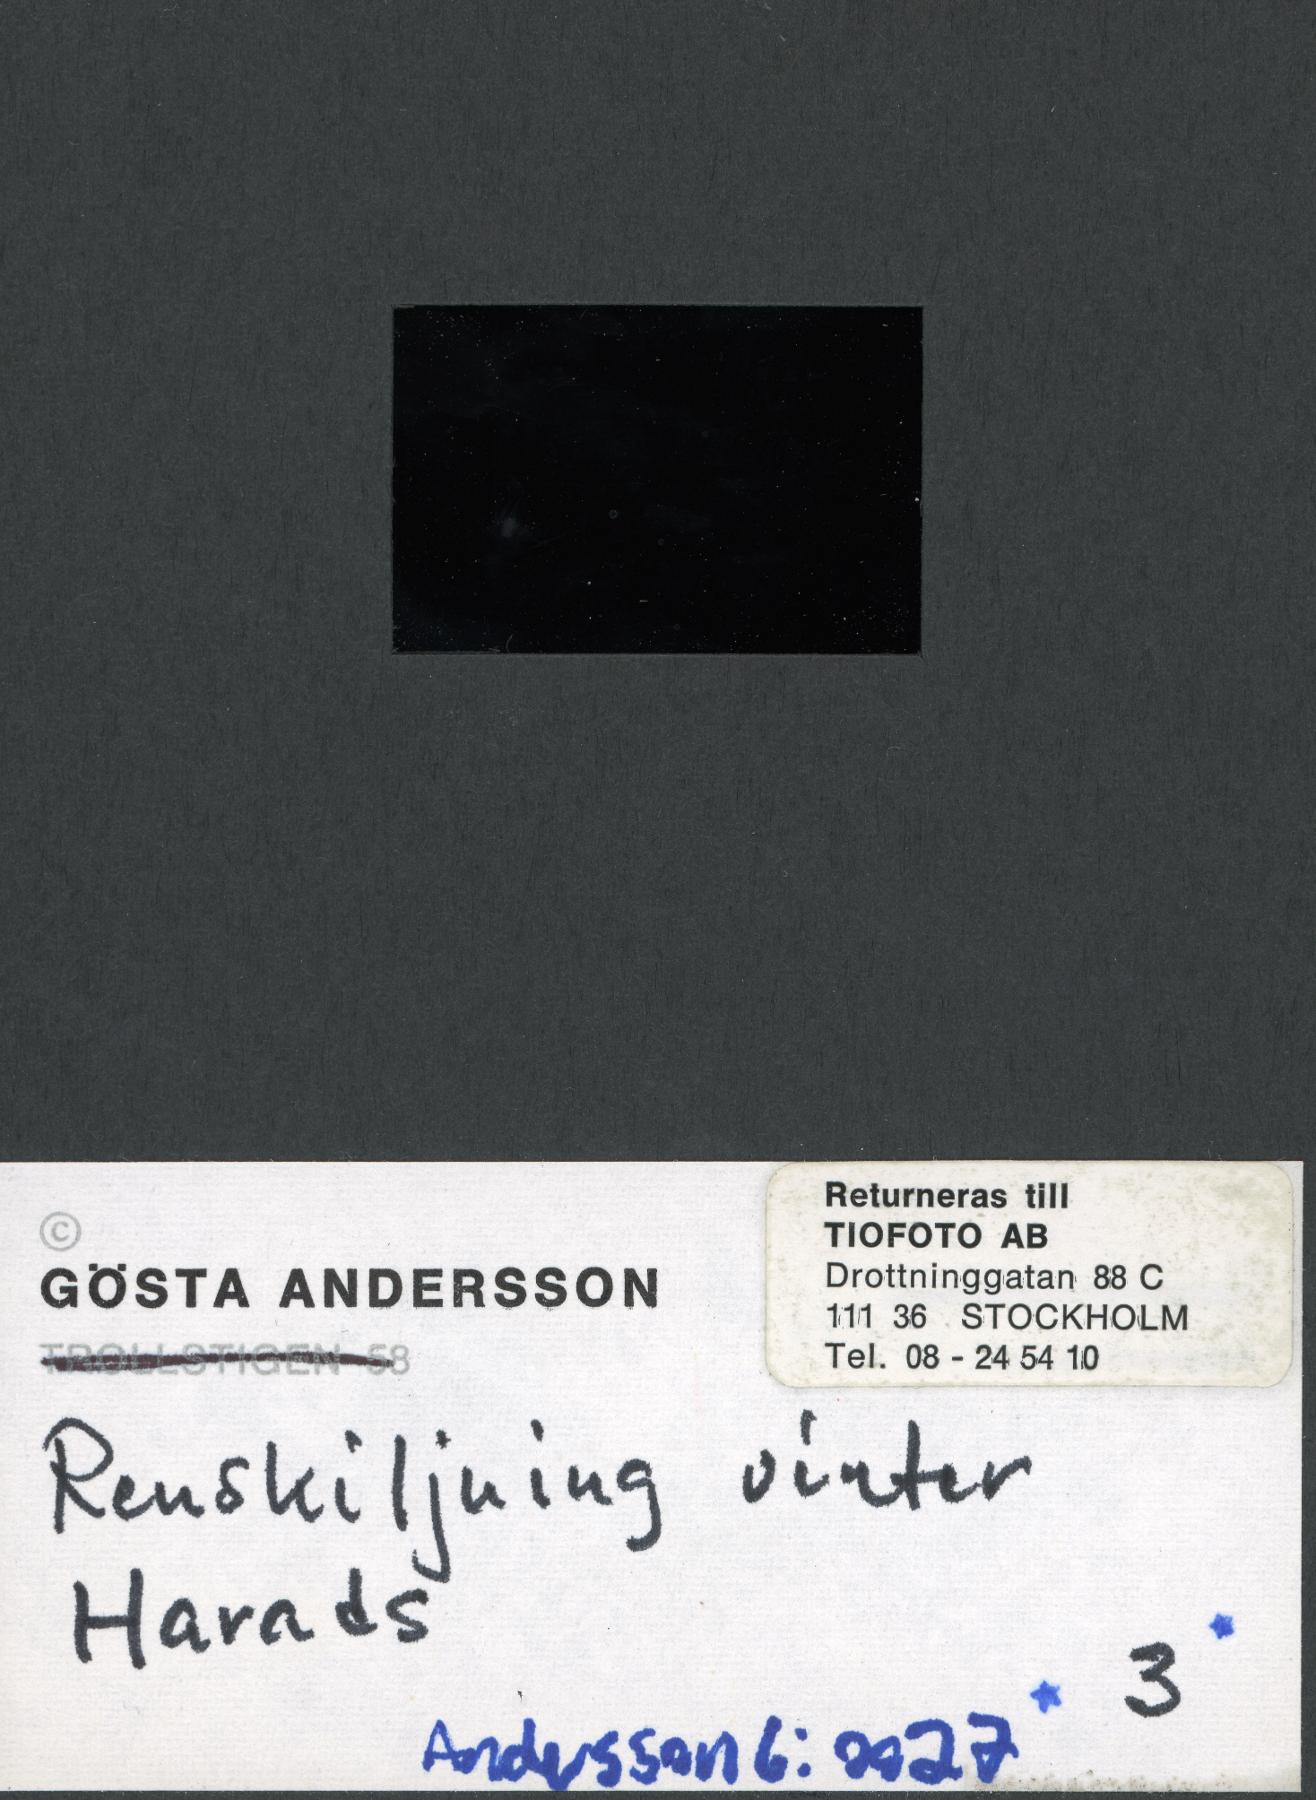 ©
GÖSTA ANDERSSON
TROLLSTIGEN 58
Returneras till
TIOFOTO AB
Drottninggatan 88 C
111 36 STOCKHOLM
Tel. 08 - 24 54 10
Renskiljning vinter
Harads
3
Andersson G: 0027